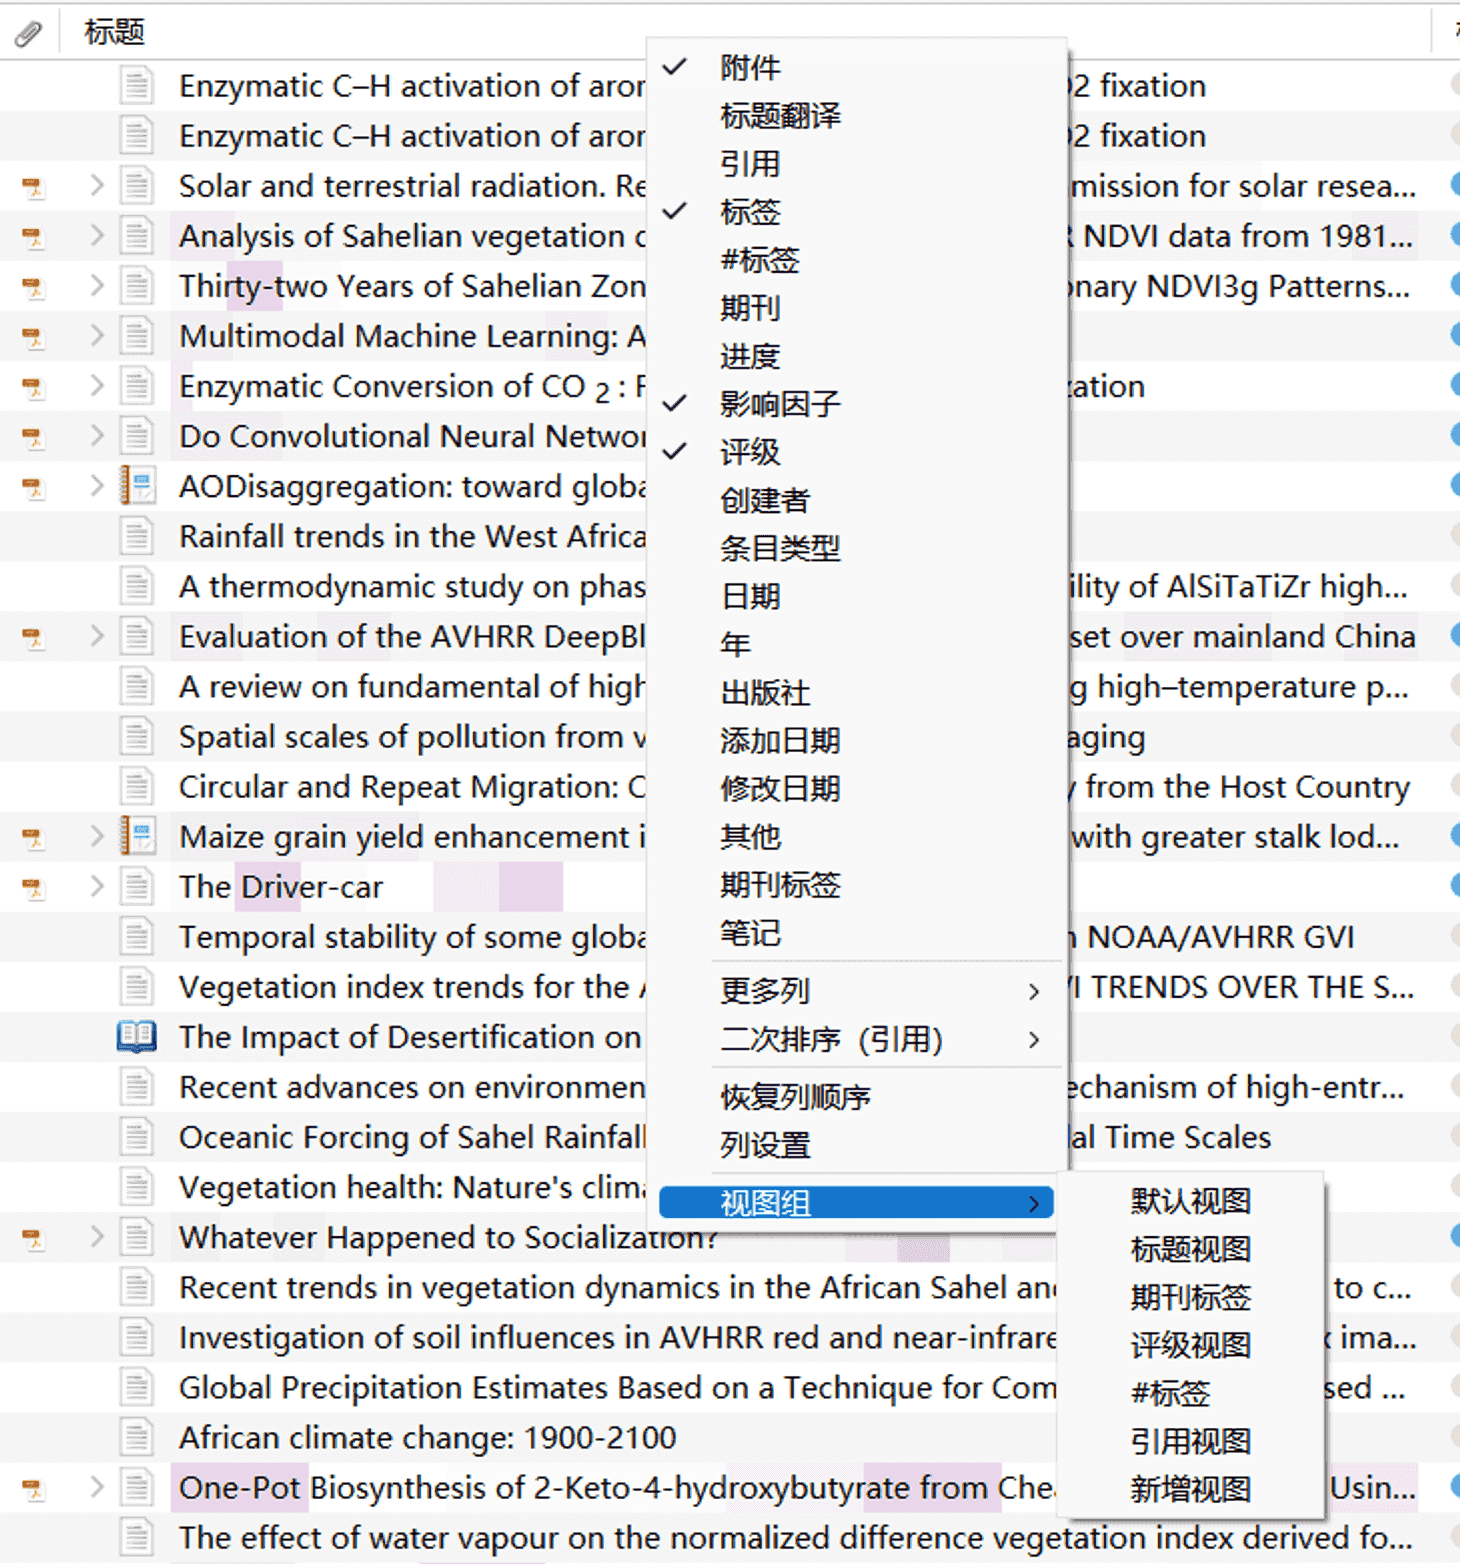 标题
Enzymatic C–H activation of aror 2 fixation
Enzymatic C–H activation of aror 2 fixation
Solar and terrestrial radiation. Re mission for solar resea...
Analysis of Sahelian vegetation NDVI data from 1981...
Thirty-two Years of Sahelian Zon onary NDVI3g Patterns...
Multimodal Machine Learning: A
Enzymatic Conversion of CO 2 : F zation
Do Convolutional Neural Networ
AODisaggregation: toward globa
Rainfall trends in the West Africa
A thermodynamic study on phas ility of AlSiTaTiZr high...
Evaluation of the AVHRR DeepBl set over mainland China
A review on fundamental of high g high–temperature p...
Spatial scales of pollution from v aging
Circular and Repeat Migration: C y from the Host Country
Maize grain yield enhancement i with greater stalk lod...
The Driver-car
Temporal stability of some globa n NOAA/AVHRR GVI
Vegetation index trends for the A VI TRENDS OVER THE S...
The Impact of Desertification on
Recent advances on environmen echanism of high-entr...
Oceanic Forcing of Sahel Rainfall al Time Scales
Vegetation health: Nature's clima
Whatever Happened to Socialization?
Recent trends in vegetation dynamics in the African Sahel and to c...
Investigation of soil influences in AVHRR red and near-infrare x ima...
Global Precipitation Estimates Based on a Technique for Com sed ...
African climate change: 1900-2100
One-Pot Biosynthesis of 2-Keto-4-hydroxybutyrate from Chea Usin...
The effect of water vapour on the normalized difference vegetation index derived fo...
附件
标题翻译
引用
标签
#标签
期刊
进度
影响因子
评级
创建者
条目类型
日期
年
出版社
添加日期
修改日期
其他
期刊标签
笔记
更多列
二次排序 (引用)
恢复列顺序
列设置
视图组
默认视图
标题视图
期刊标签
评级视图
#标签
引用视图
新增视图